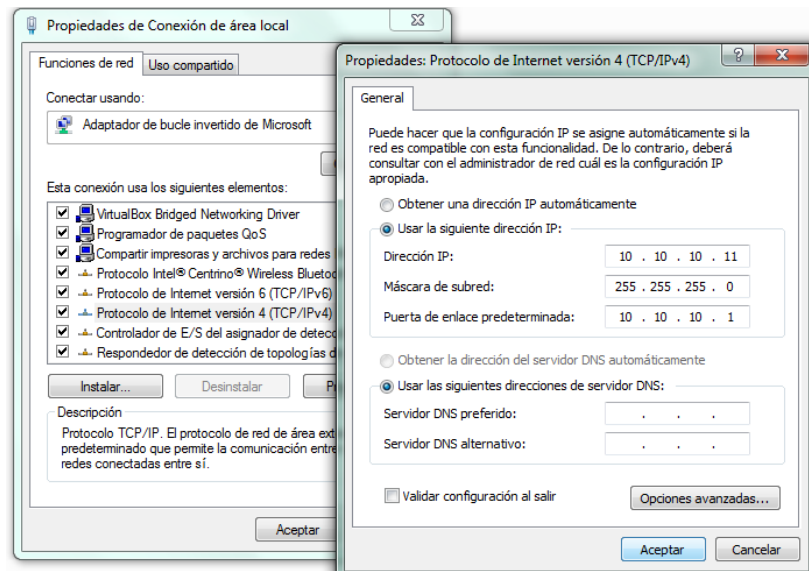 Propiedades de Conexión de área local
Funciones de red
Uso compartido
Conectar usando:
Adaptador de bucle invertido de Microsoft
Esta conexión usa los siguientes elementos:
VirtualBox Bridged Networking Driver
Programador de paquetes QoS
Compartir impresoras y archivos para redes
Protocolo Intel® Centrino® Wireless
Protocolo de Internet versión 6 (TCP/IPv6)
Protocolo de Internet versión 4 (TCP/IPv4)
Controlador de E/S del asignador de
Respondedor de detección de topologías
Instalar...
Desinstalar
Descripción
Protocolo TCP/IP. El protocolo de red de área
predeterminado que permite la comunicación entre
redes conectadas entre sí.
Aceptar
Propiedades: Protocolo de Internet versión 4 (TCP/IPv4)
General
Puede hacer que la configuración IP se asigne automáticamente si la
red es compatible con esta funcionalidad. De lo contrario, deberá
consultar con el administrador de red cuál es la configuración IP
apropiada.
Obtener una dirección IP automáticamente
Usar la siguiente dirección IP:
Dirección IP: 10 . 10 . 10 . 11
Máscara de subred: 255 . 255 . 255 . 0
Puerta de enlace predeterminada: 10 . 10 . 10 . 1
Obtener la dirección del servidor DNS automáticamente
Usar las siguientes direcciones de servidor DNS:
Servidor DNS preferido: . . .
Servidor DNS alternativo: . . .
Validar configuración al salir
Opciones avanzadas...
Aceptar
Cancelar